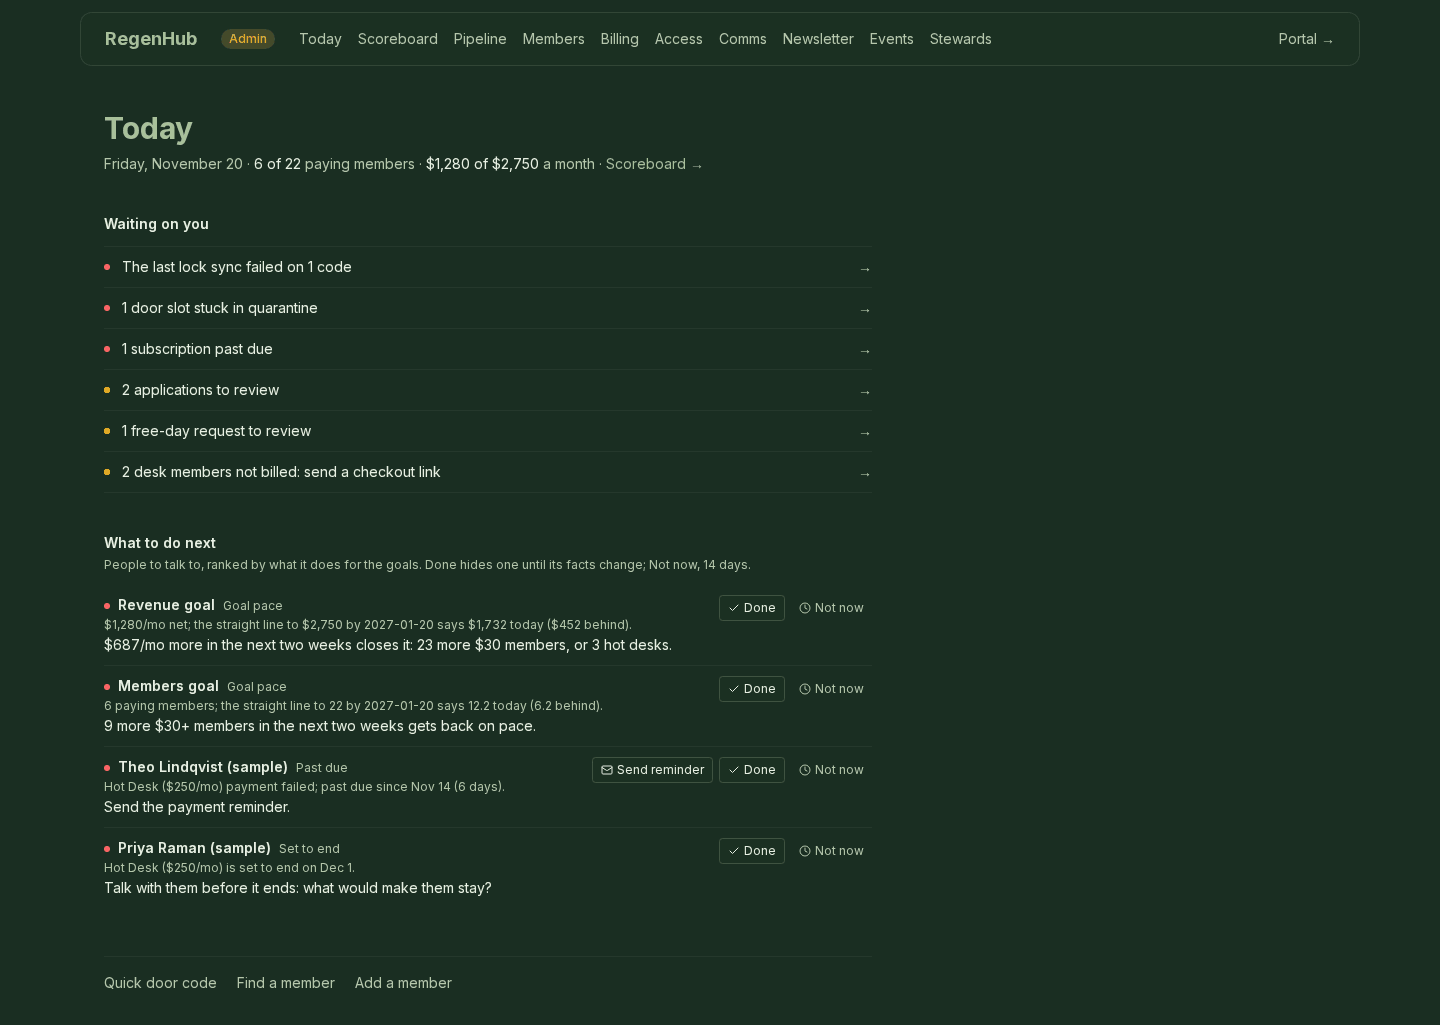 RegenHub Admin Today Scoreboard Pipeline Members Billing Access Comms Newsletter Events Stewards Portal →
Today
Friday, November 20 · 6 of 22 paying members · $1,280 of $2,750 a month · Scoreboard →
Waiting on you
The last lock sync failed on 1 code →
1 door slot stuck in quarantine →
1 subscription past due →
2 applications to review →
1 free-day request to review →
2 desk members not billed: send a checkout link →
What to do next
People to talk to, ranked by what it does for the goals. Done hides one until its facts change; Not now, 14 days.
Revenue goal Goal pace Done Not now
$1,280/mo net; the straight line to $2,750 by 2027-01-20 says $1,732 today ($452 behind).
$687/mo more in the next two weeks closes it: 23 more $30 members, or 3 hot desks.
Members goal Goal pace Done Not now
6 paying members; the straight line to 22 by 2027-01-20 says 12.2 today (6.2 behind).
9 more $30+ members in the next two weeks gets back on pace.
Theo Lindqvist (sample) Past due Send reminder Done Not now
Hot Desk ($250/mo) payment failed; past due since Nov 14 (6 days).
Send the payment reminder.
Priya Raman (sample) Set to end Done Not now
Hot Desk ($250/mo) is set to end on Dec 1.
Talk with them before it ends: what would make them stay?
Quick door code Find a member Add a member